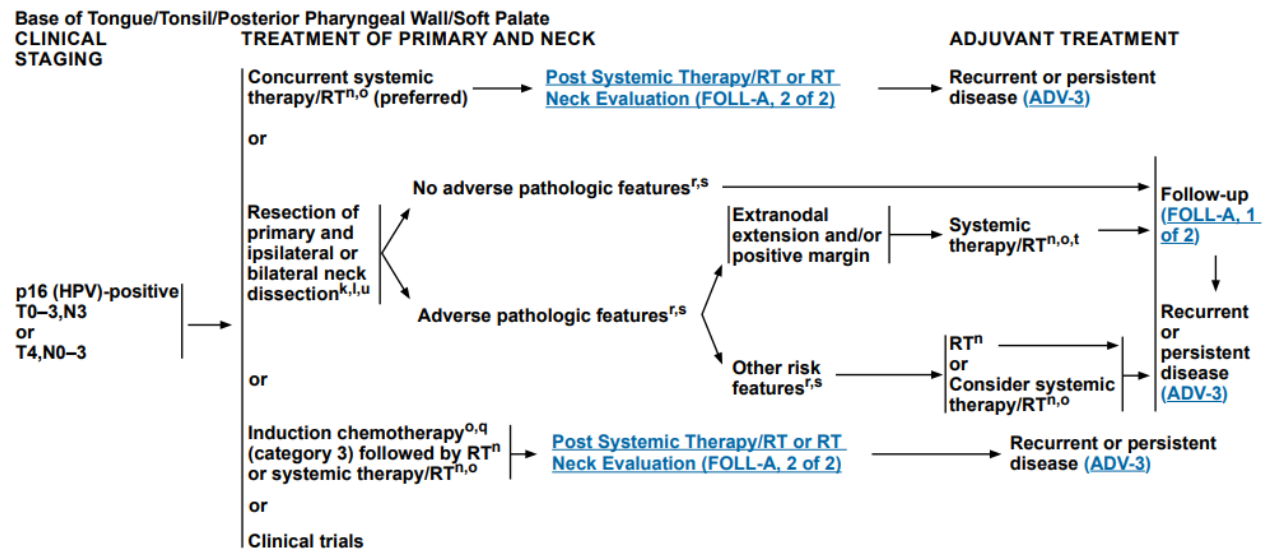 Base of Tongue/Tonsil/Posterior Pharyngeal Wall/Soft Palate
CLINICAL
STAGING
TREATMENT OF PRIMARY AND NECK
ADJUVANT TREATMENT
p16 (HPV)-positive
T0–3,N3
or
T4,N0–3
Concurrent systemic
therapy/RTn,o (preferred)
Post Systemic Therapy/RT or RT
Neck Evaluation (FOLL-A, 2 of 2)
Recurrent or persistent
disease (ADV-3)
or
Resection of
primary and
ipsilateral or
bilateral neck
dissectionk,l,u
No adverse pathologic featuresr,s
Adverse pathologic featuresr,s
Extranodal
extension and/or
positive margin
Systemic
therapy/RTn,o,t
Other risk
featuresr,s
RTn
or
Consider systemic
therapy/RTn,o
Follow-up
(FOLL-A, 1
of 2)
Recurrent
or
persistent
disease
(ADV-3)
or
Induction chemotherapyo,q
(category 3) followed by RTn
or systemic therapy/RTn,o
Post Systemic Therapy/RT or RT
Neck Evaluation (FOLL-A, 2 of 2)
Recurrent or persistent
disease (ADV-3)
or
Clinical trials